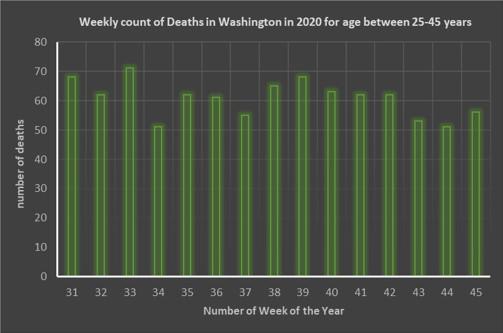 Weekly count of Deaths in Washington in 2020 for age between 25-45 years
80
70
60
50
40
30
20
10
0
number of deaths
31 32 33 34 35 36 37 38 39 40 41 42 43 44 45
Number of Week of the Year